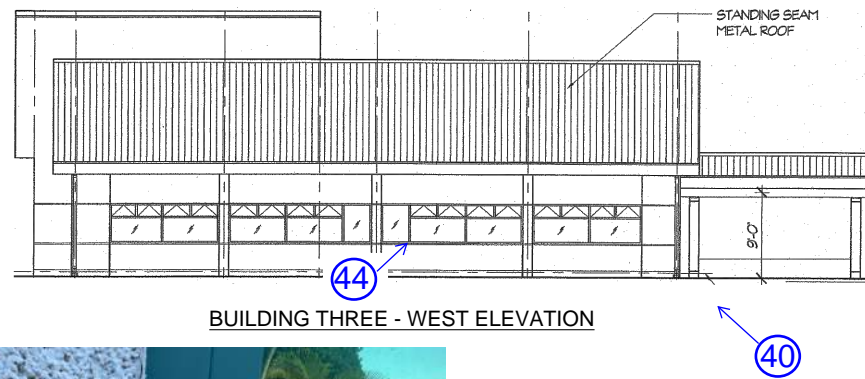 STANDING SEAM
METAL ROOF
9'-0"
44
BUILDING THREE - WEST ELEVATION
40